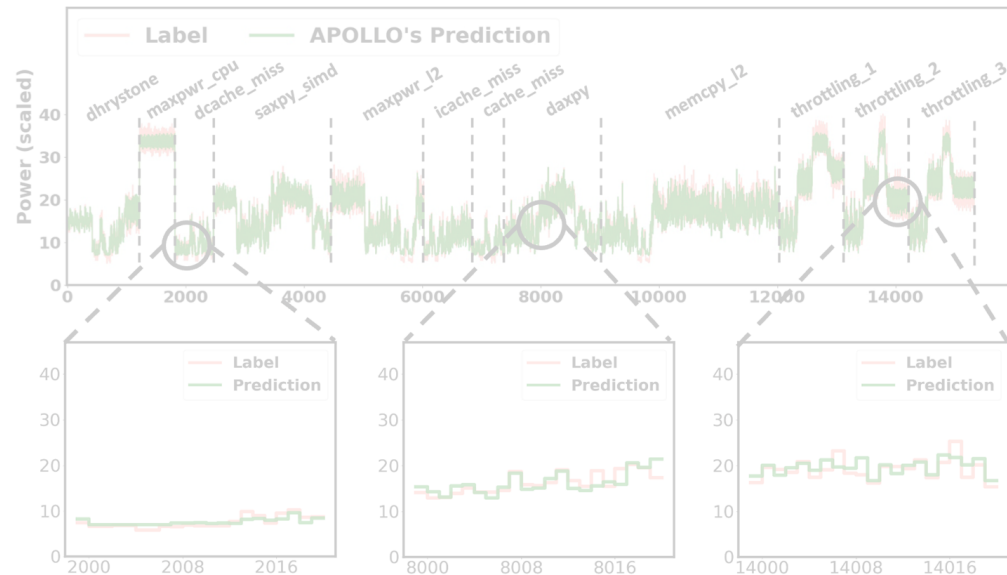 Label APOLLO's Prediction
dhrystone maxpwr_cpu dcache_miss saxpy_simd maxpwr_l2 icache_miss cache_miss daxpy memcpy_l2 throttling_1 throttling_2 throttling_3
Power (scaled)
40
30
20
10
0 2000 4000 6000 8000 10000 12000 14000
Label
Prediction
40
30
20
10
0
2000 2008 2016
Label
Prediction
40
30
20
10
0
8000 8008 8016
Label
Prediction
40
30
20
10
0
14000 14008 14016